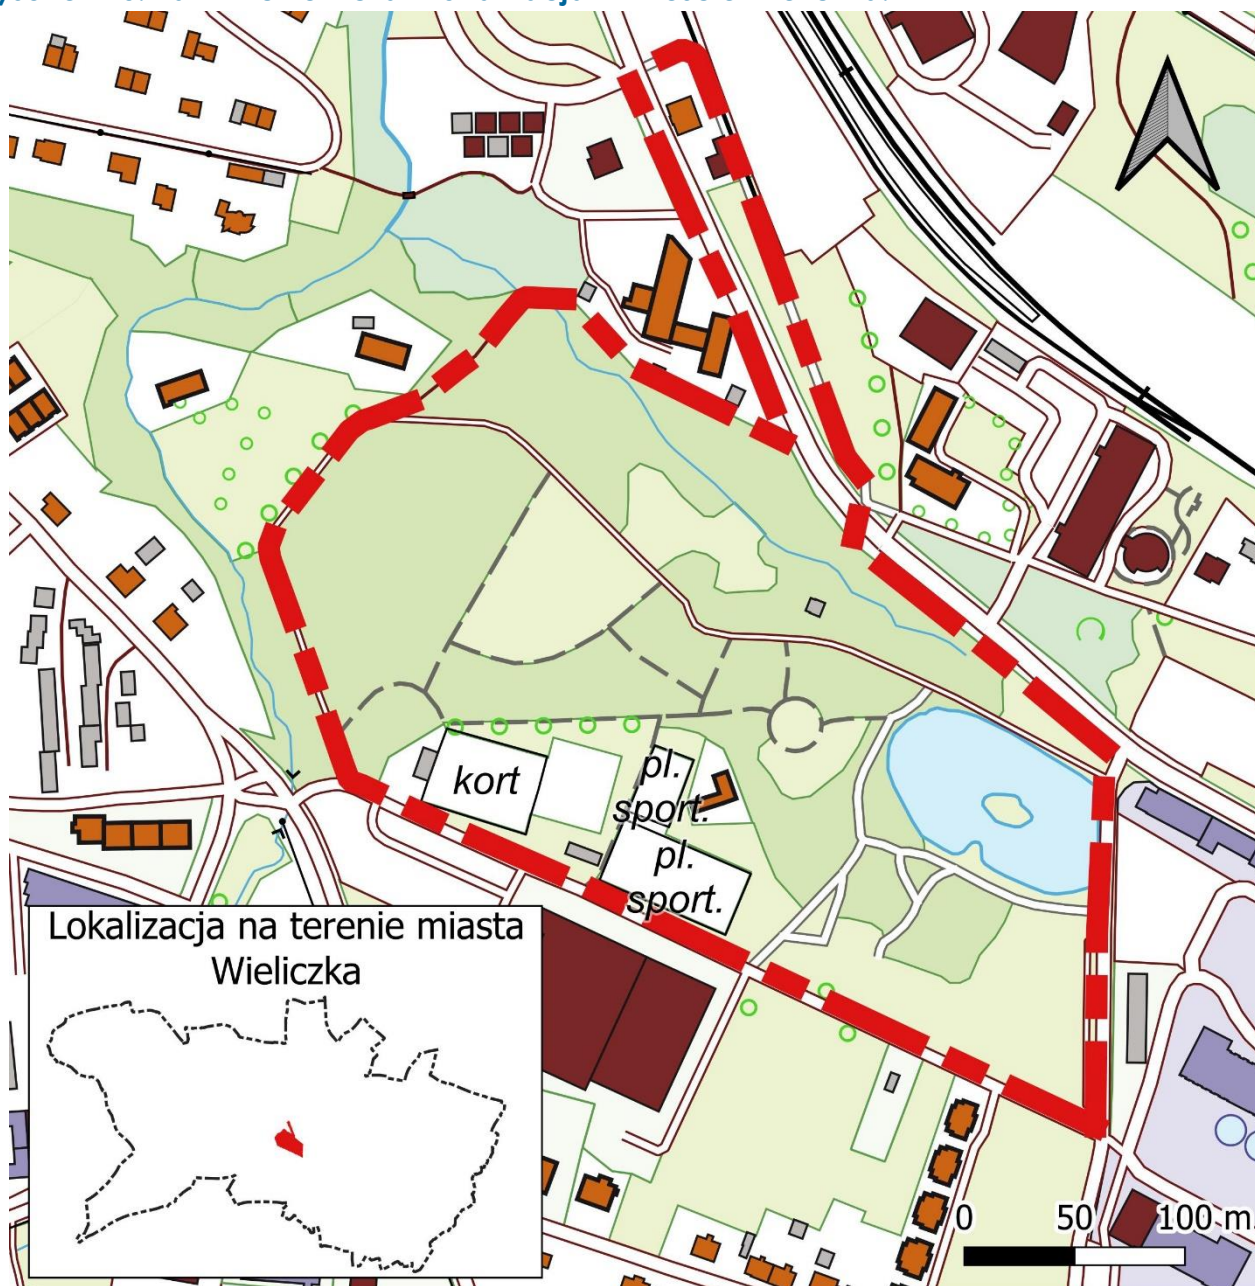 kort
pl.
sport.
pl.
sport.
Lokalizacja na terenie miasta
Wieliczka
0 50 100 m